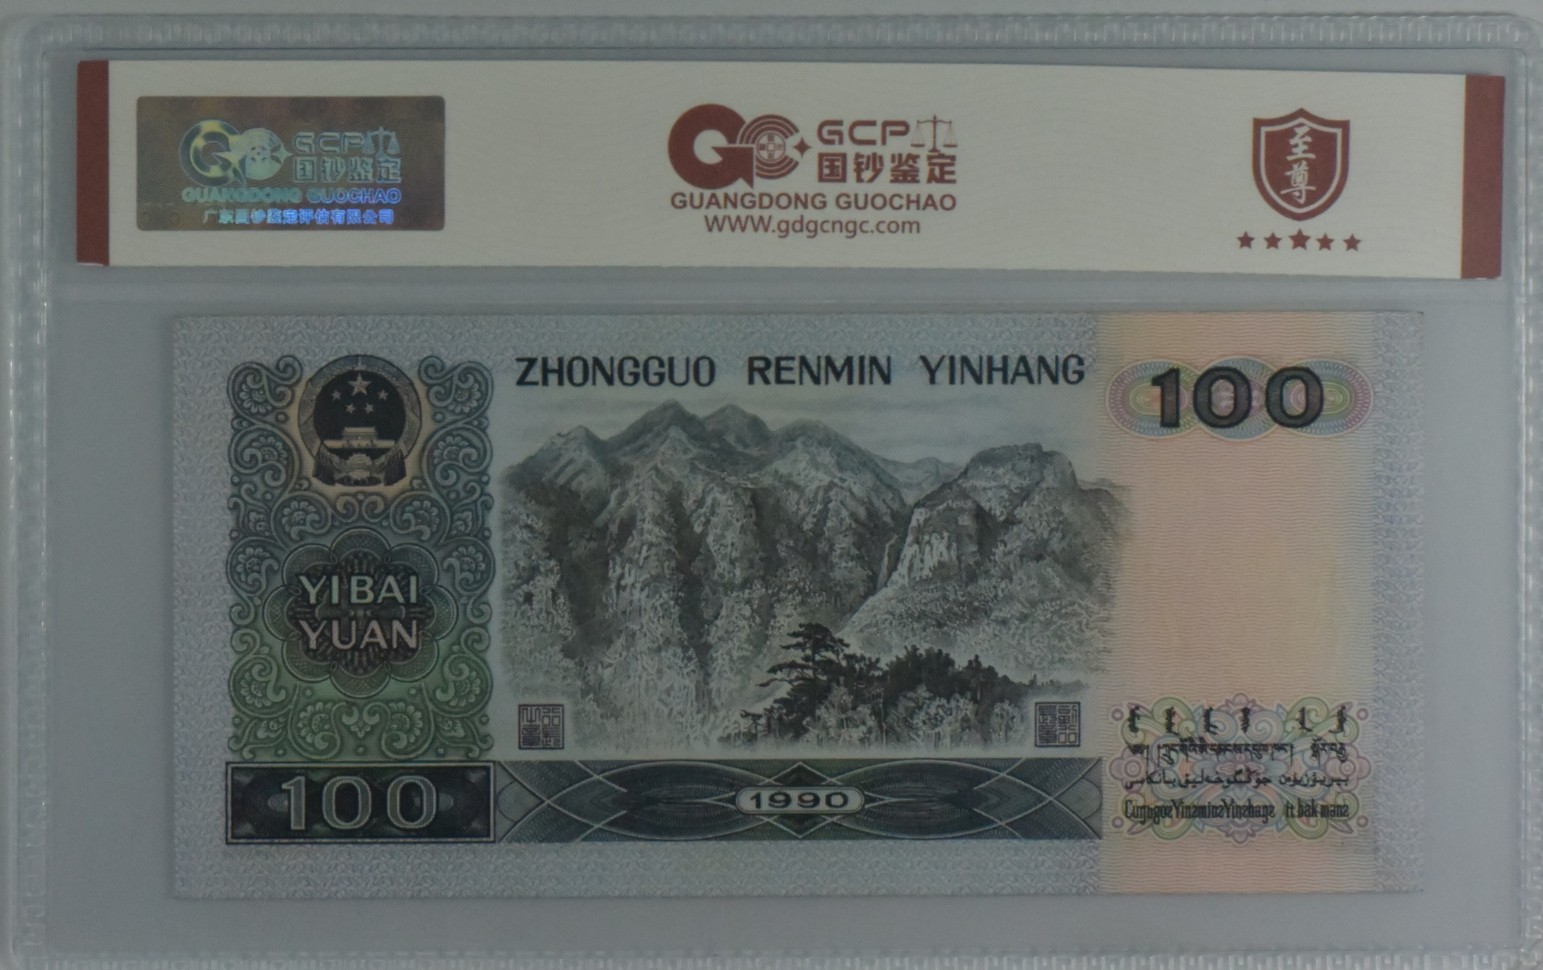 GCP
国钞鉴定
GUANGDONG GUOCHAO
广东国钞鉴定评估有限公司
GCP
国钞鉴定
GUANGDONG GUOCHAO
WWW.gdgcngc.com
至尊
ZHONGGUO RENMIN YINHANG
100
YIBAI
YUAN
100
1990